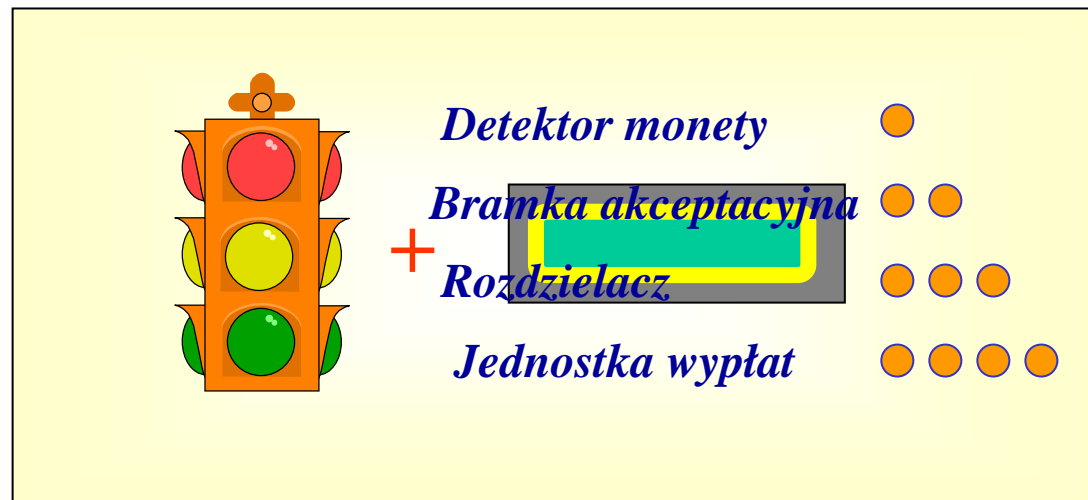 Detektor monety
Bramka akceptacyjna
+
Rozdzielacz
Jednostka wypłat